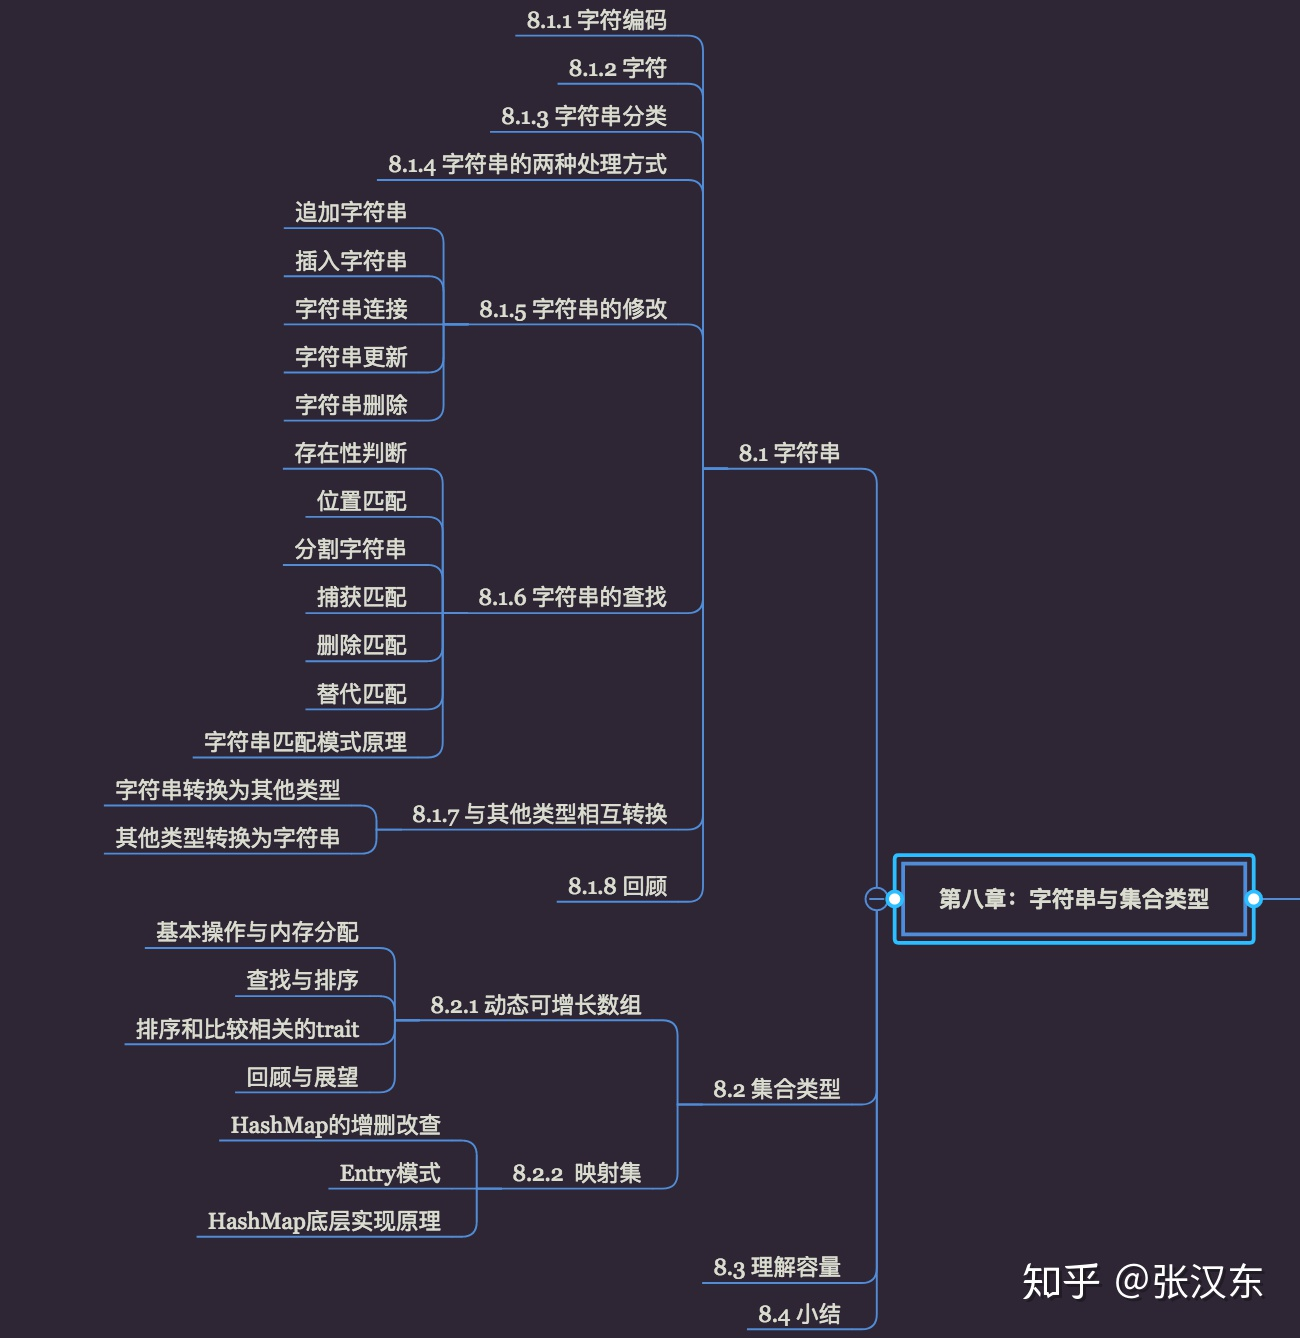 8.1.1 字符编码
8.1.2 字符
8.1.3 字符串分类
8.1.4 字符串的两种处理方式
追加字符串
插入字符串
字符串连接
8.1.5 字符串的修改
字符串更新
字符串删除
存在性判断
8.1 字符串
位置匹配
分割字符串
捕获匹配
8.1.6 字符串的查找
删除匹配
替代匹配
字符串匹配模式原理
字符串转换为其他类型
8.1.7 与其他类型相互转换
其他类型转换为字符串
8.1.8 回顾
第八章：字符串与集合类型
基本操作与内存分配
查找与排序
8.2.1 动态可增长数组
排序和比较相关的trait
回顾与展望
8.2 集合类型
HashMap的增删改查
Entry模式
8.2.2 映射集
HashMap底层实现原理
8.3 理解容量
8.4 小结
知乎 @张汉东